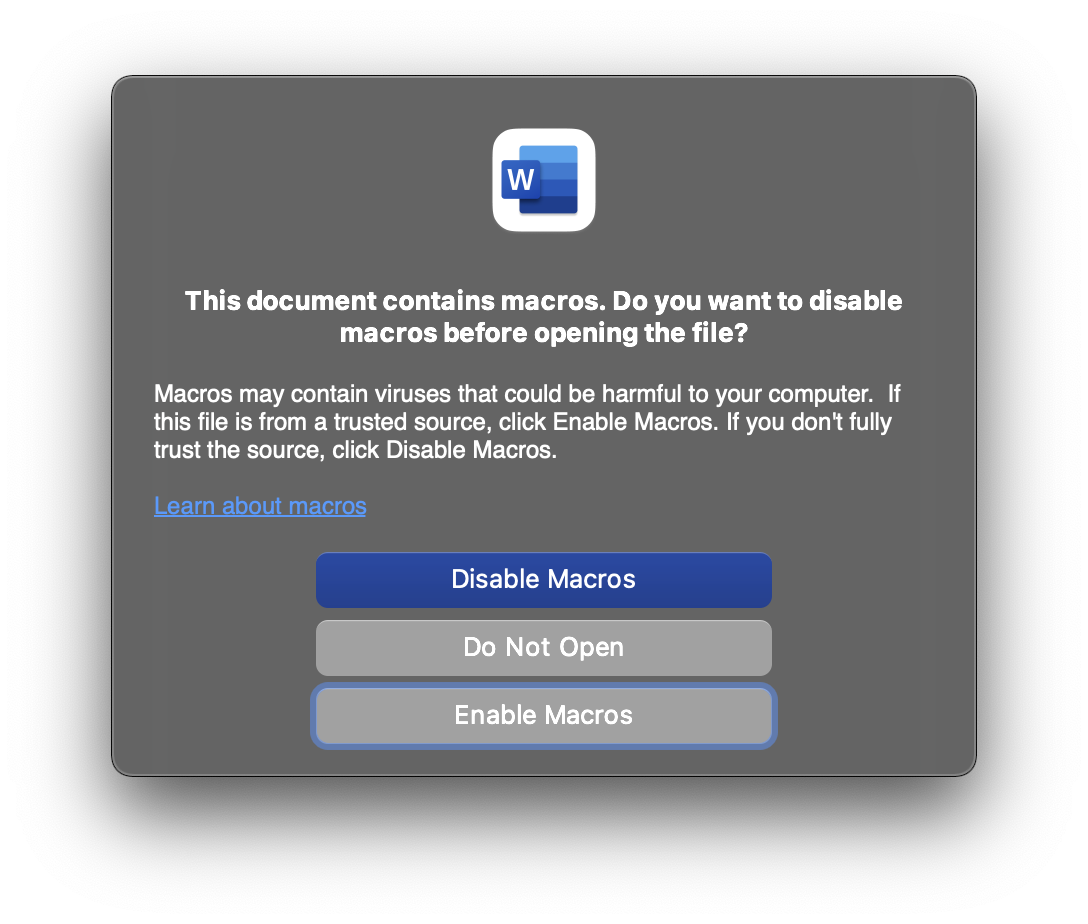 W
This document contains macros. Do you want to disable
macros before opening the file?
Macros may contain viruses that could be harmful to your computer.  If
this file is from a trusted source, click Enable Macros. If you don't fully
trust the source, click Disable Macros.
Learn about macros
Disable Macros
Do Not Open
Enable Macros